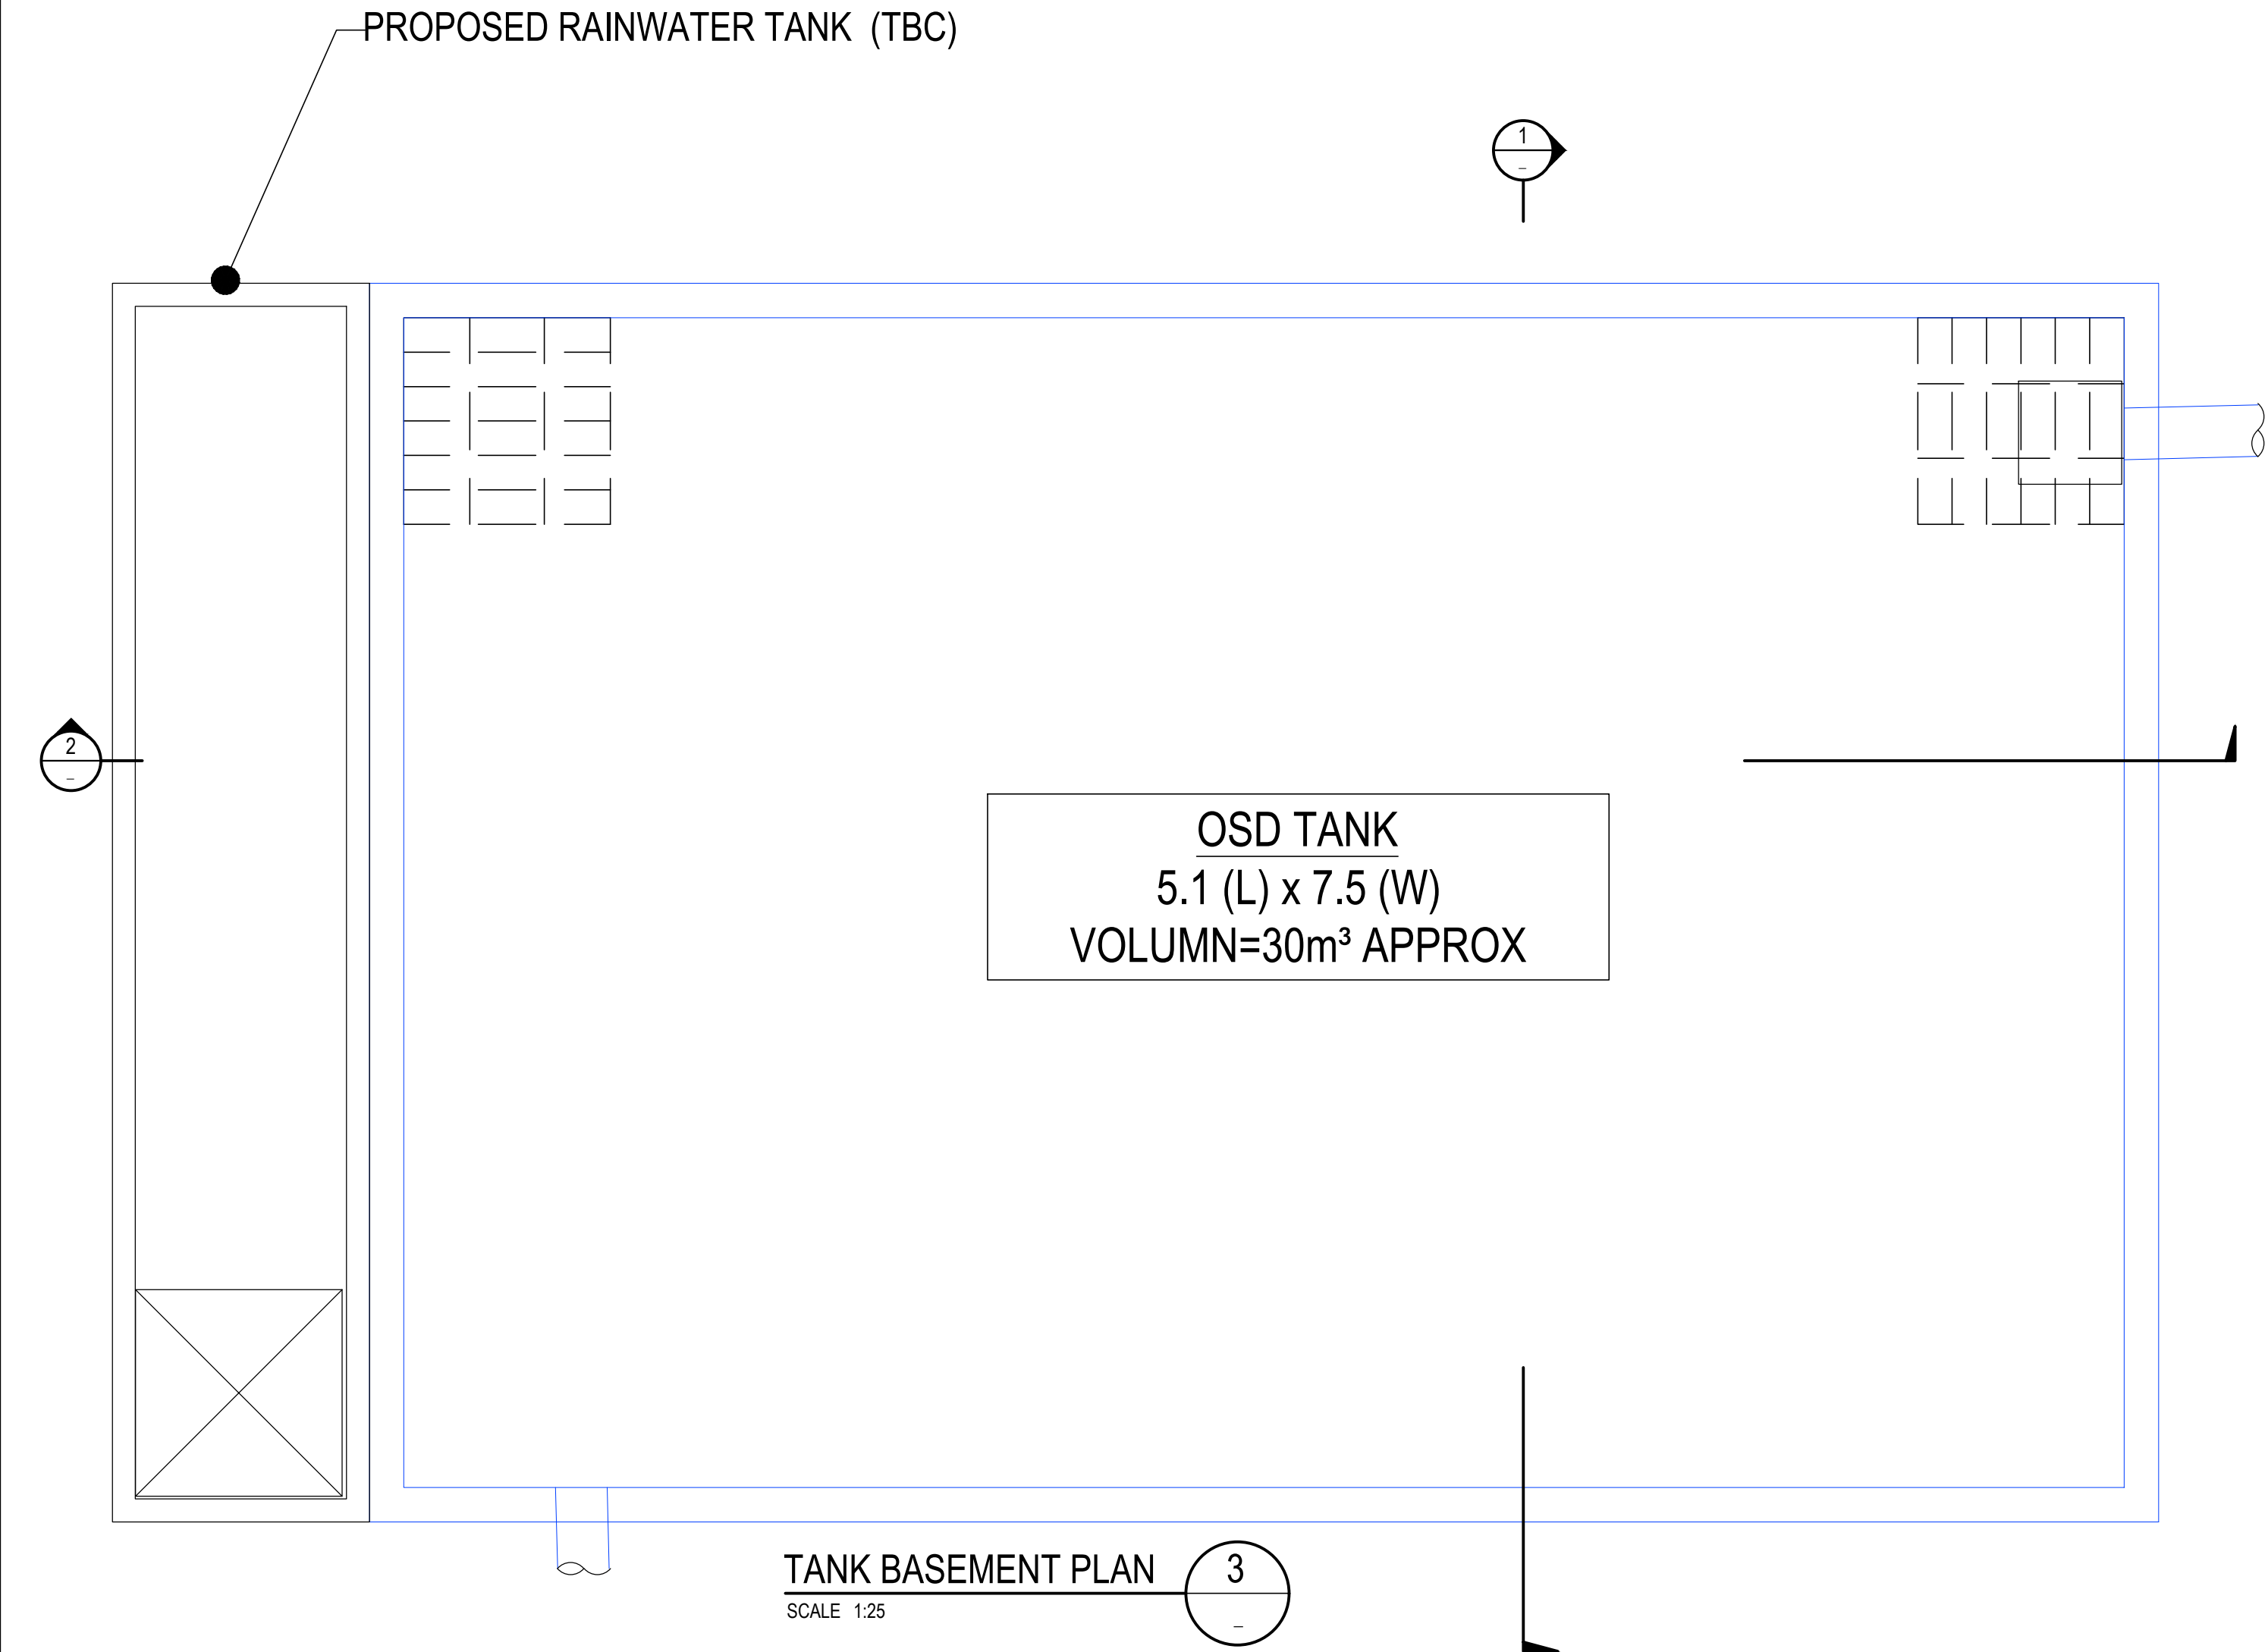 PROPOSED RAINWATER TANK (TBC)
1
–
2
–
OSD TANK
5.1 (L) x 7.5 (W)
VOLUMN=30m³ APPROX
TANK BASEMENT PLAN
3
–
SCALE 1:25